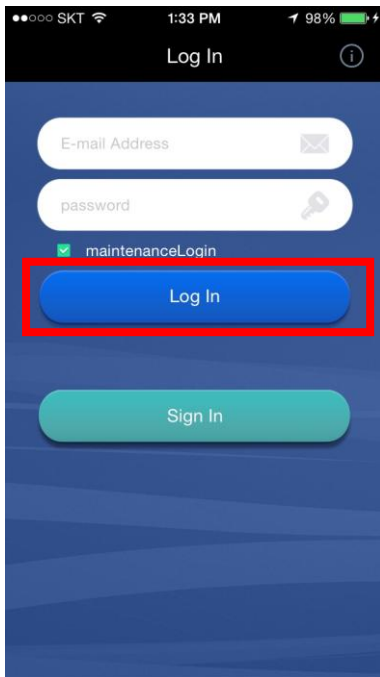 SKT 1:33 PM 98%
Log In
E-mail Address
password
maintenanceLogin
Log In
Sign In